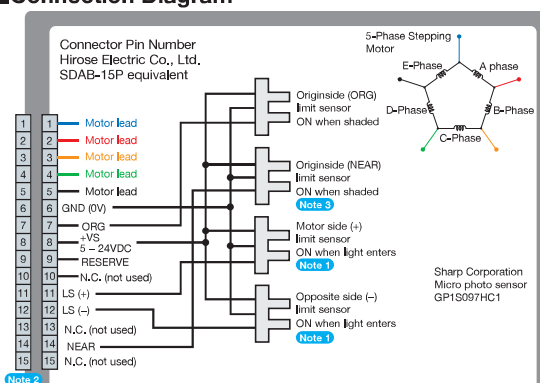 ■Connection Diagram
Connector Pin Number
Hirose Electric Co., Ltd.
SDAB-15P equivalent
5-Phase Stepping
Motor
E-Phase
A phase
D-Phase
B-Phase
C-Phase
1 1 Motor lead
2 2 Motor lead
3 3 Motor lead
4 4 Motor lead
5 5 Motor lead
6 6 GND (0V)
7 7 ORG
8 8 +VS
5 – 24VDC
9 9 RESERVE
10 10 N.C. (not used)
11 11 LS (+)
12 12 LS (–)
13 13 N.C. (not used)
14 14 NEAR
15 15 N.C. (not used)
Note 2
Originside (ORG)
limit sensor
ON when shaded
Originside (NEAR)
limit sensor
ON when shaded
Note 3
Motor side (+)
limit sensor
ON when light enters
Note 1
Opposite side (–)
limit sensor
ON when light enters
Note 1
Sharp Corporation
Micro photo sensor
GP1S097HC1